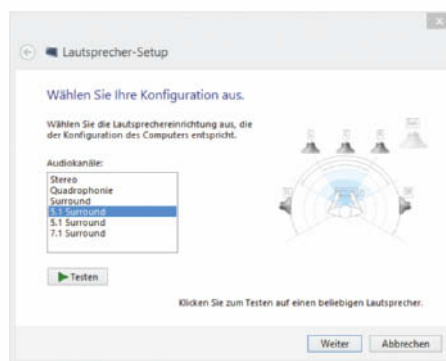 Lautsprecher-Setup
Wählen Sie Ihre Konfiguration aus.
Wählen Sie die Lautsprechereinrichtung aus, die
der Konfiguration des Computers entspricht.
Audiokanäle:
Stereo
Quadrophonie
Surround
5.1 Surround
5.1 Surround
7.1 Surround
Testen
Klicken Sie zum Testen auf einen beliebigen Lautsprecher.
Weiter
Abbrechen